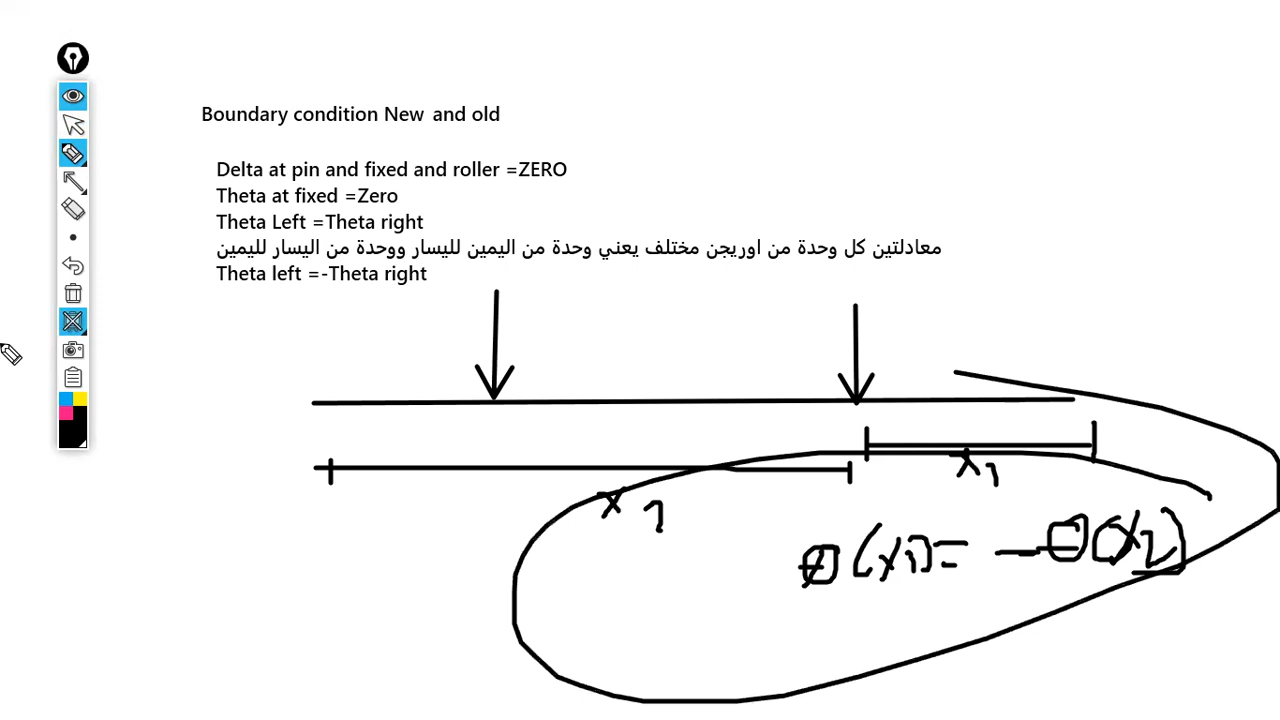 Boundary condition New and old
Delta at pin and fixed and roller =ZERO
Theta at fixed =Zero
Theta Left =Theta right
معادلتين كل وحدة من اوريجن مختلف يعني وحدة من اليمين لليسار ووحدة من اليسار لليمين
Theta left =-Theta right
x 1
x 1
θ(x1) = -θ(x2)